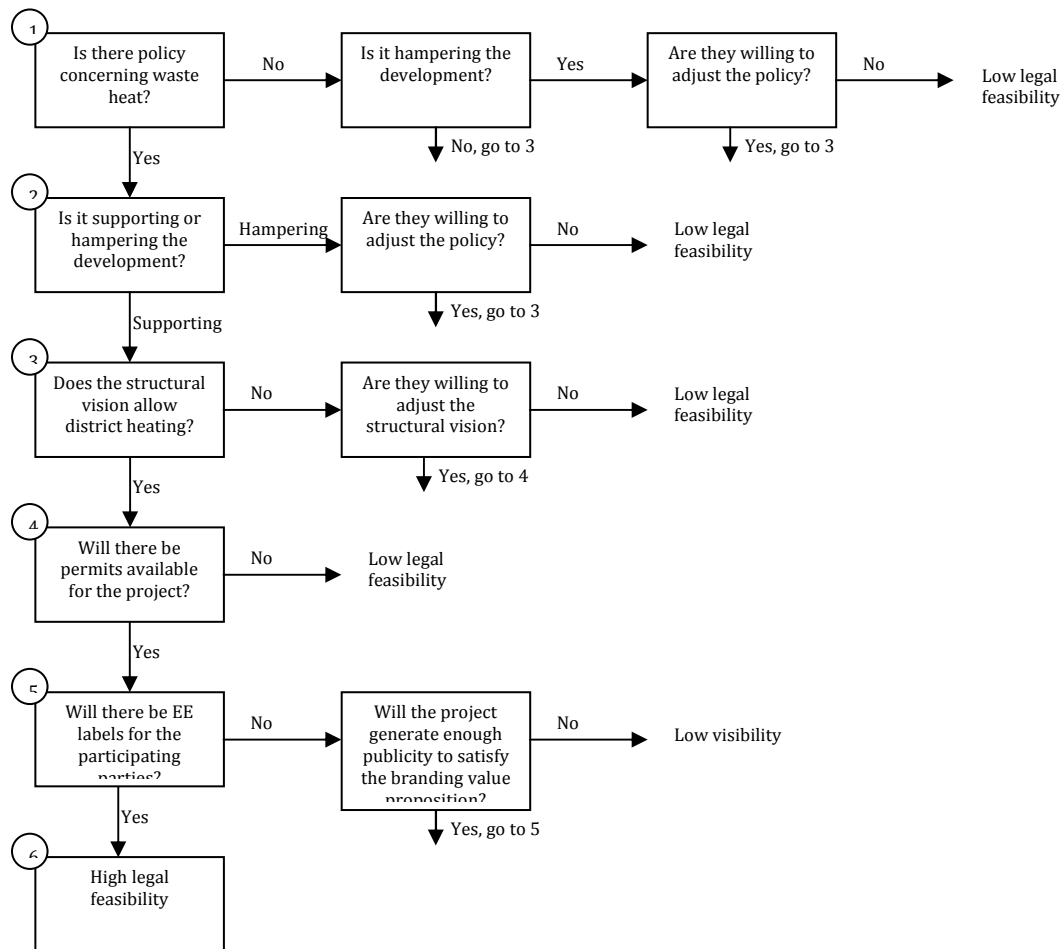 1
Is there policy
concerning waste
heat?
No
Is it hampering the
development?
Yes
Are they willing to
adjust the policy?
No
Low legal
feasibility
Yes
No, go to 3
Yes, go to 3
2
Is it supporting or
hampering the
development?
Hampering
Are they willing to
adjust the policy?
No
Low legal
feasibility
Supporting
Yes, go to 3
3
Does the structural
vision allow
district heating?
No
Are they willing to
adjust the
structural vision?
No
Low legal
feasibility
Yes
Yes, go to 4
4
Will there be
permits available
for the project?
No
Low legal
feasibility
Yes
5
Will there be EE
labels for the
participating
parties?
No
Will the project
generate enough
publicity to satisfy
the branding value
proposition?
No
Low visibility
Yes
Yes, go to 5
6
High legal
feasibility